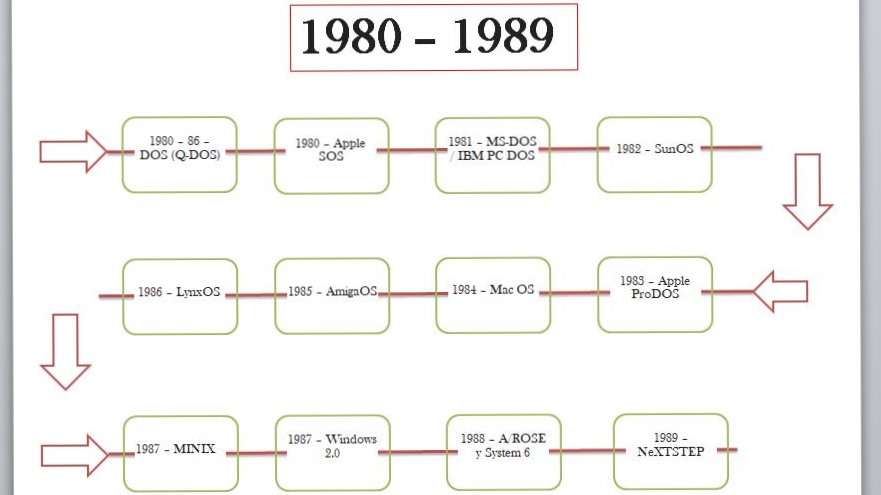 1980 – 1989
1980 – 86 –
DOS (Q-DOS)
1980 – Apple
SOS
1981 – MS-DOS
/ IBM PC DOS
1982 – SunOS
1983 – Apple
ProDOS
1984 – Mac OS
1985 – AmigaOS
1986 – LynxOS
1987 – MINIX
1987 – Windows
2.0
1988 – A/ROSE
y System 6
1989 –
NeXTSTEP